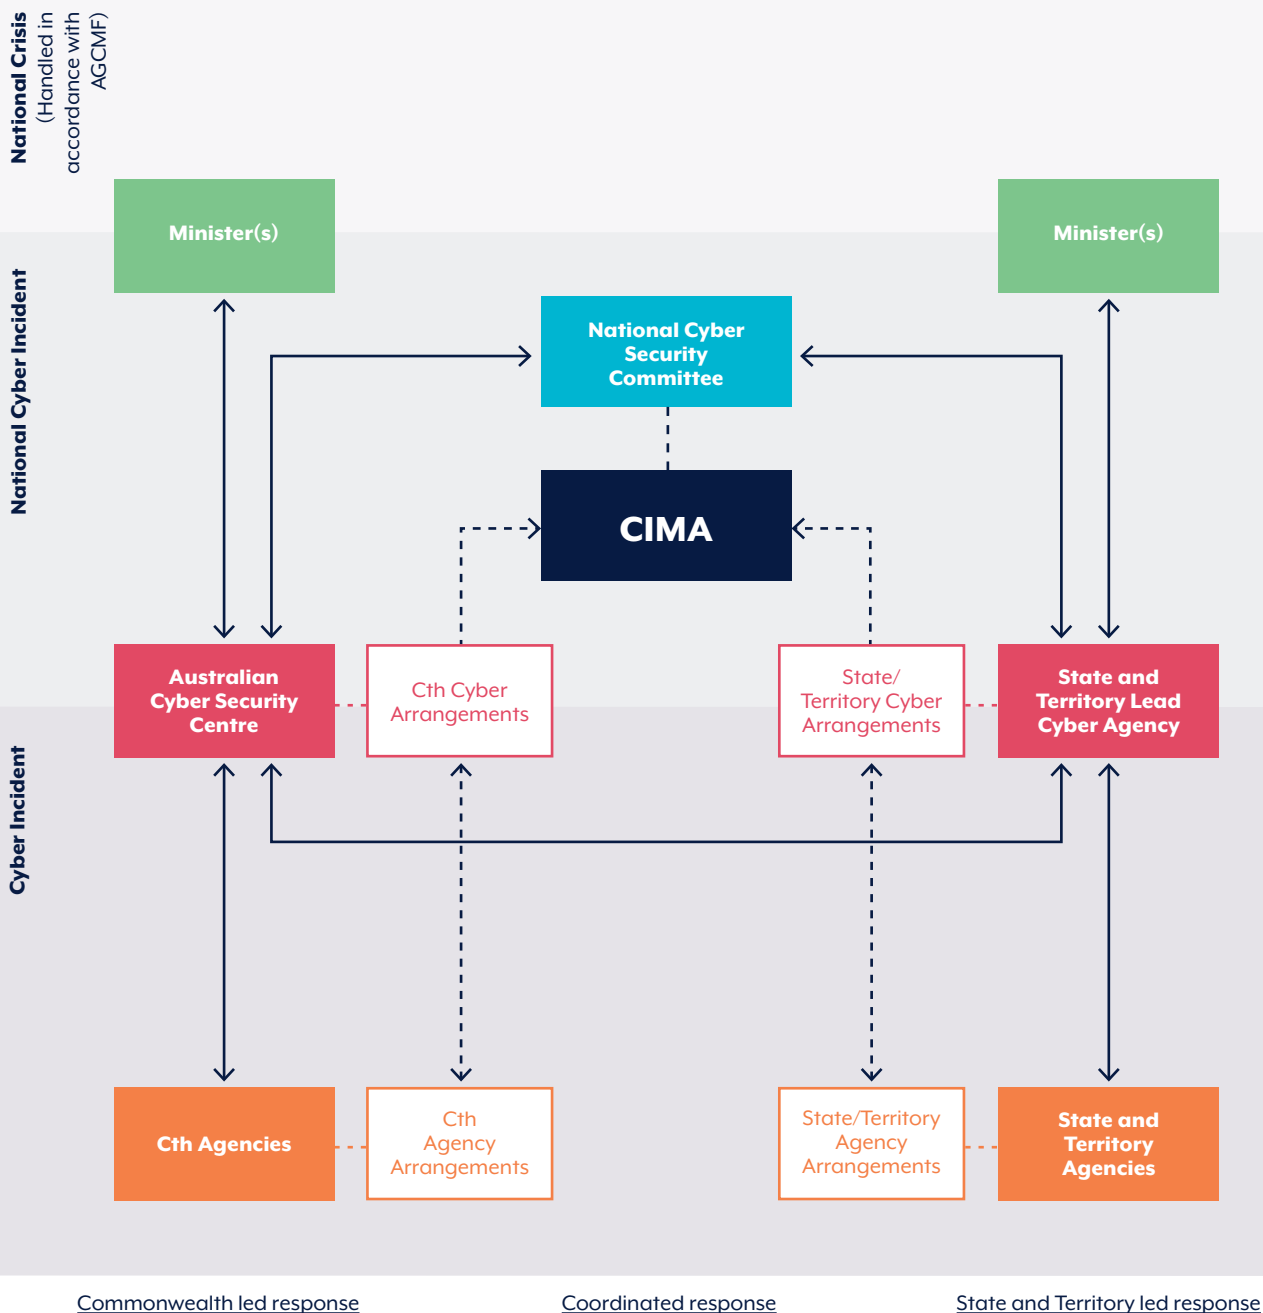 National Crisis
(Handled in
accordance with
AGCMF)
Minister(s)
Minister(s)
National Cyber Incident
National Cyber
Security
Committee
CIMA
Australian
Cyber Security
Centre
Cth Cyber
Arrangements
State/
Territory Cyber
Arrangements
State and
Territory Lead
Cyber Agency
Cyber Incident
Cth Agencies
Cth
Agency
Arrangements
State/Territory
Agency
Arrangements
State and
Territory
Agencies
Commonwealth led response
Coordinated response
State and Territory led response